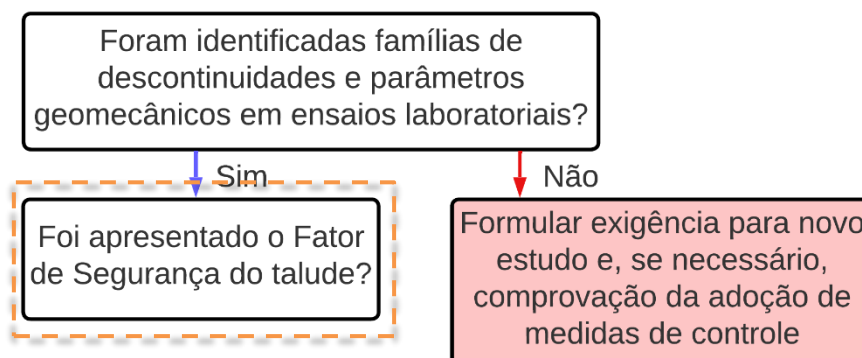 Foram identificadas famílias de
descontinuidades e parâmetros
geomecânicos em ensaios laboratoriais?
Sim
Não
Foi apresentado o Fator
de Segurança do talude?
Formular exigência para novo
estudo e, se necessário,
comprovação da adoção de
medidas de controle